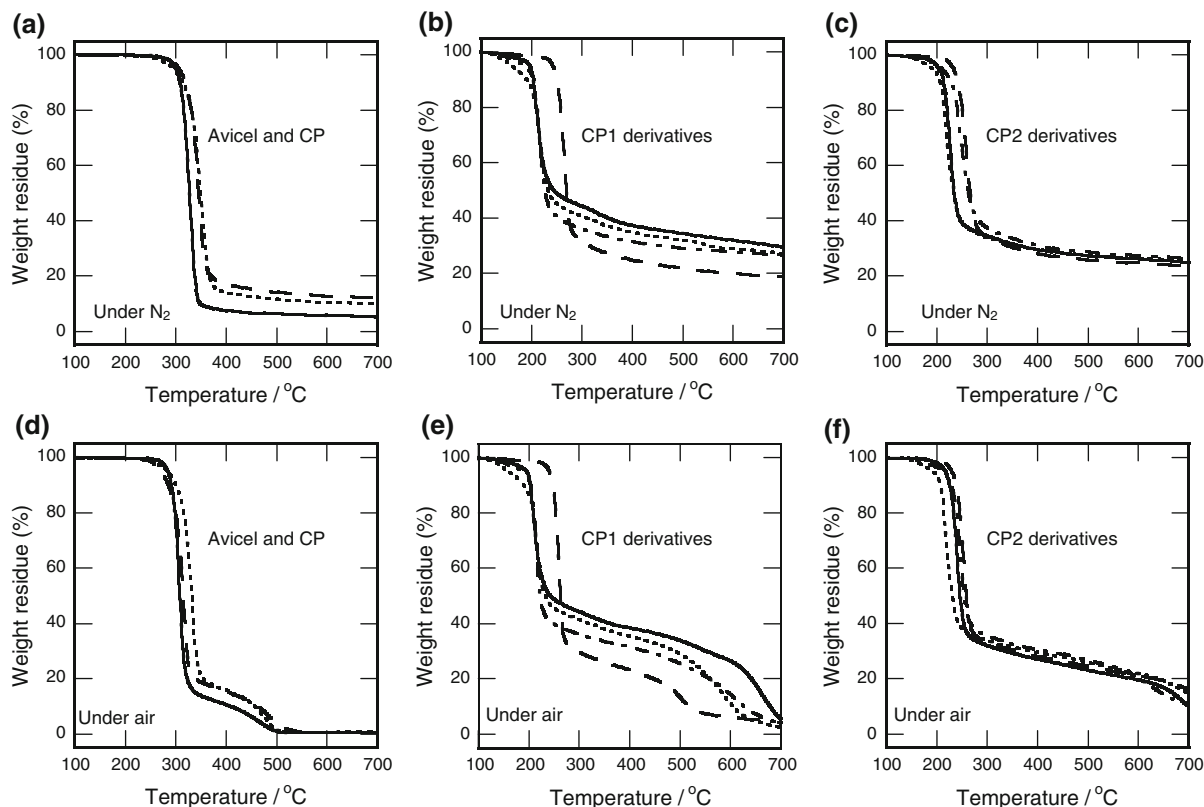 (a)
100
80
60
40
20
0
Weight residue (%)
Avicel and CP
Under N₂
100 200 300 400 500 600 700
Temperature / °C
(b)
100
80
60
40
20
0
Weight residue (%)
CP1 derivatives
Under N₂
100 200 300 400 500 600 700
Temperature / °C
(c)
100
80
60
40
20
0
Weight residue (%)
CP2 derivatives
Under N₂
100 200 300 400 500 600 700
Temperature / °C
(d)
100
80
60
40
20
0
Weight residue (%)
Avicel and CP
Under air
100 200 300 400 500 600 700
Temperature / °C
(e)
100
80
60
40
20
0
Weight residue (%)
CP1 derivatives
Under air
100 200 300 400 500 600 700
Temperature / °C
(f)
100
80
60
40
20
0
Weight residue (%)
CP2 derivatives
Under air
100 200 300 400 500 600 700
Temperature / °C